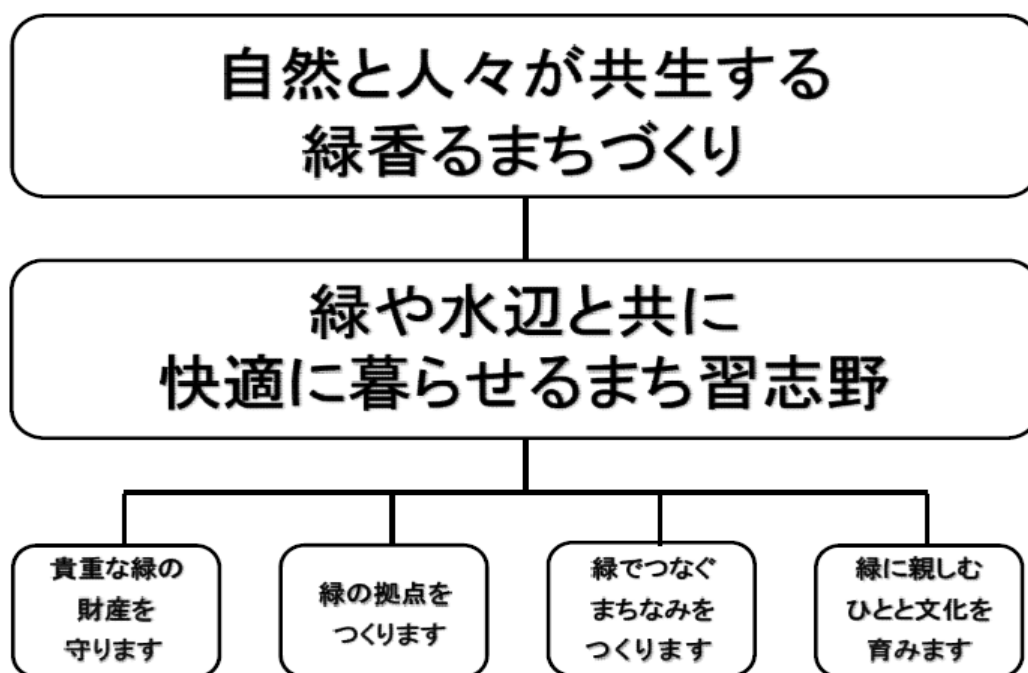 自然と人々が共生する
緑香るまちづくり
緑や水辺と共に
快適に暮らせるまち習志野
貴重な緑の
財産を
守ります
緑の拠点を
つくります
緑でつなぐ
まちなみを
つくります
緑に親しむ
ひとと文化を
育みます